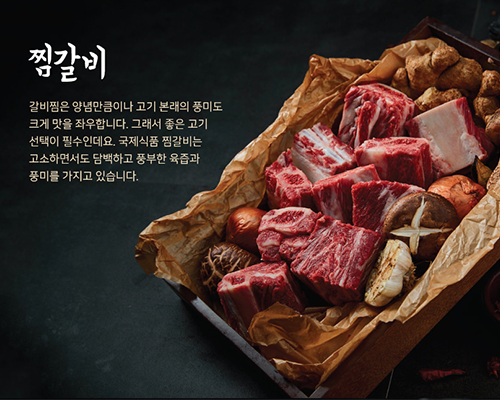 찜갈비
갈비찜은 양념만큼이나 고기 본래의 풍미도
크게 맛을 좌우합니다. 그래서 좋은 고기
선택이 필수인데요. 국제식품 찜갈비는
고소하면서도 담백하고 풍부한 육즙과
풍미를 가지고 있습니다.